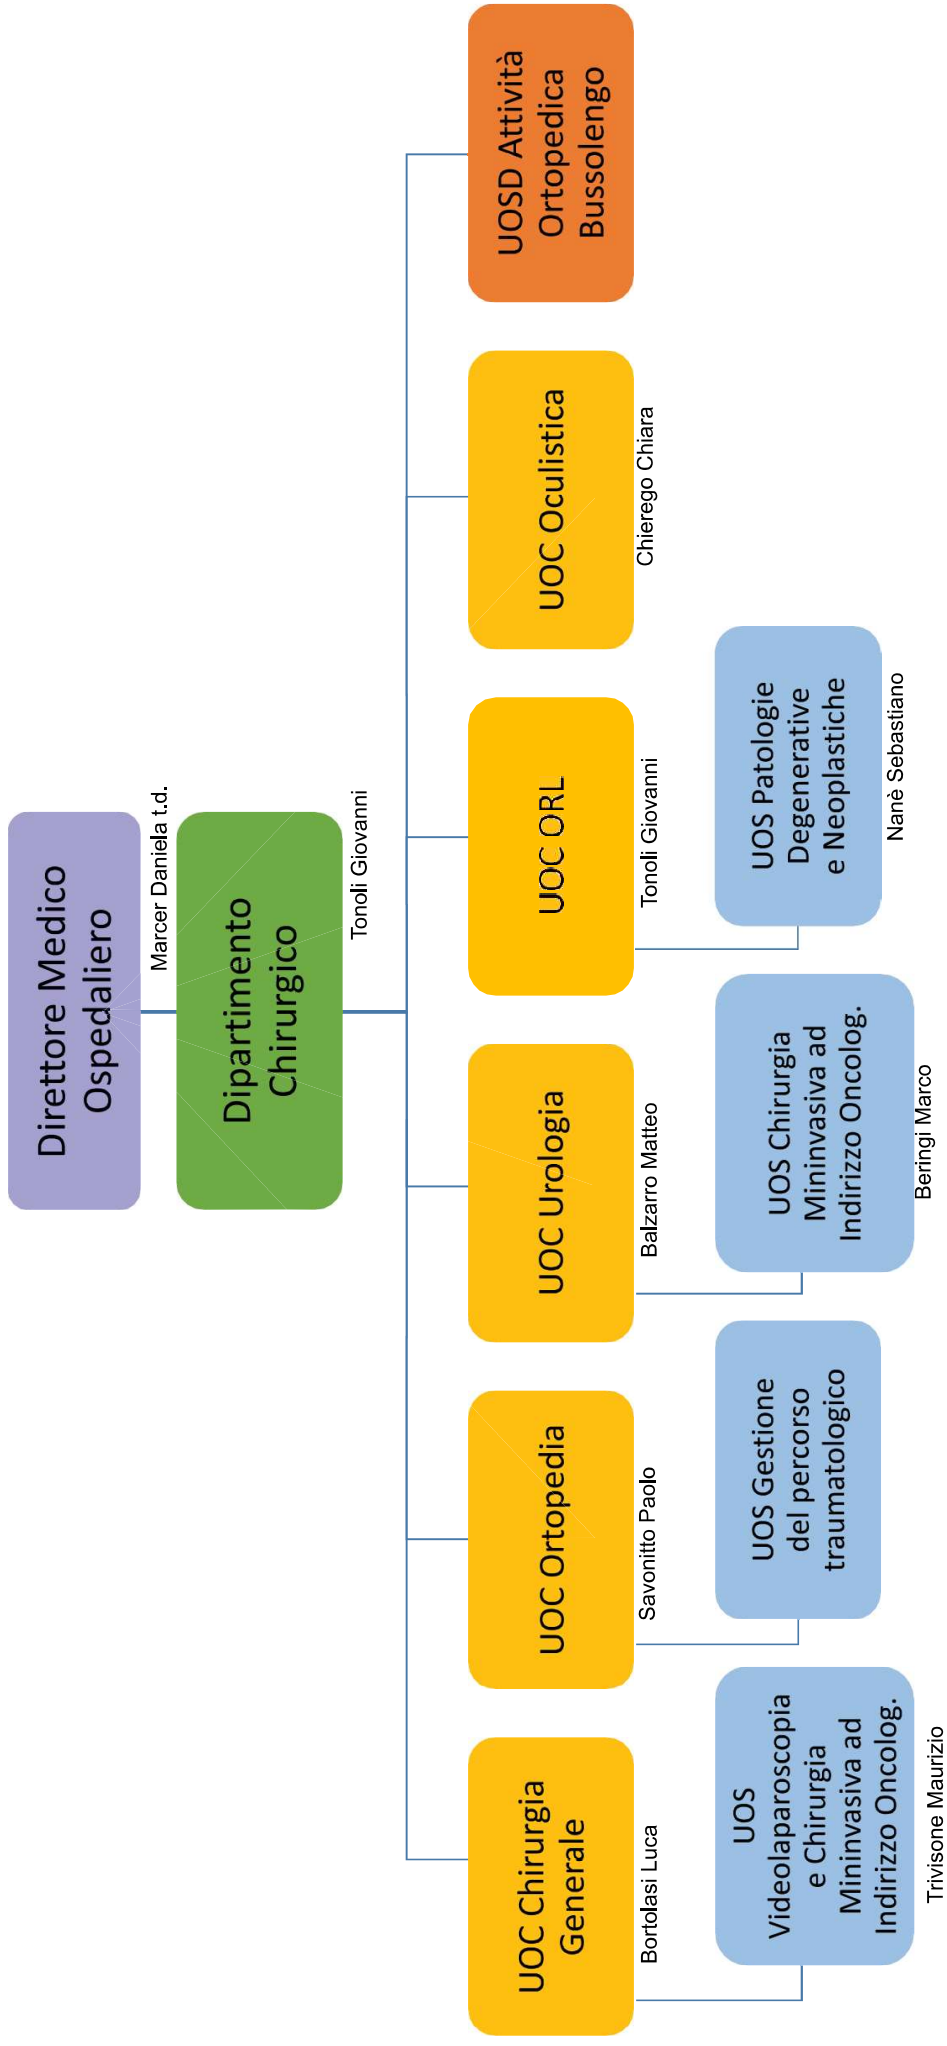 Direttore Medico
Ospedaliero
Marcer Daniela t.d.
Dipartimento
Chirurgico
Tonoli Giovanni
UOC Chirurgia
Generale
Bortolasi Luca
UOC Ortopedia
Savonitto Paolo
UOC Urologia
Balzarro Matteo
UOC ORL
Tonoli Giovanni
UOC Oculistica
Chierego Chiara
UOSD Attività
Ortopedica
Bussolengo
UOS
Videolaparoscopia
e Chirurgia
Mininvasiva ad
Indirizzo Oncolog.
Trivisone Maurizio
UOS Gestione
del percorso
traumatologico
UOS Chirurgia
Mininvasiva ad
Indirizzo Oncolog.
Beringi Marco
UOS Patologie
Degenerative
e Neoplastiche
Nanè Sebastiano